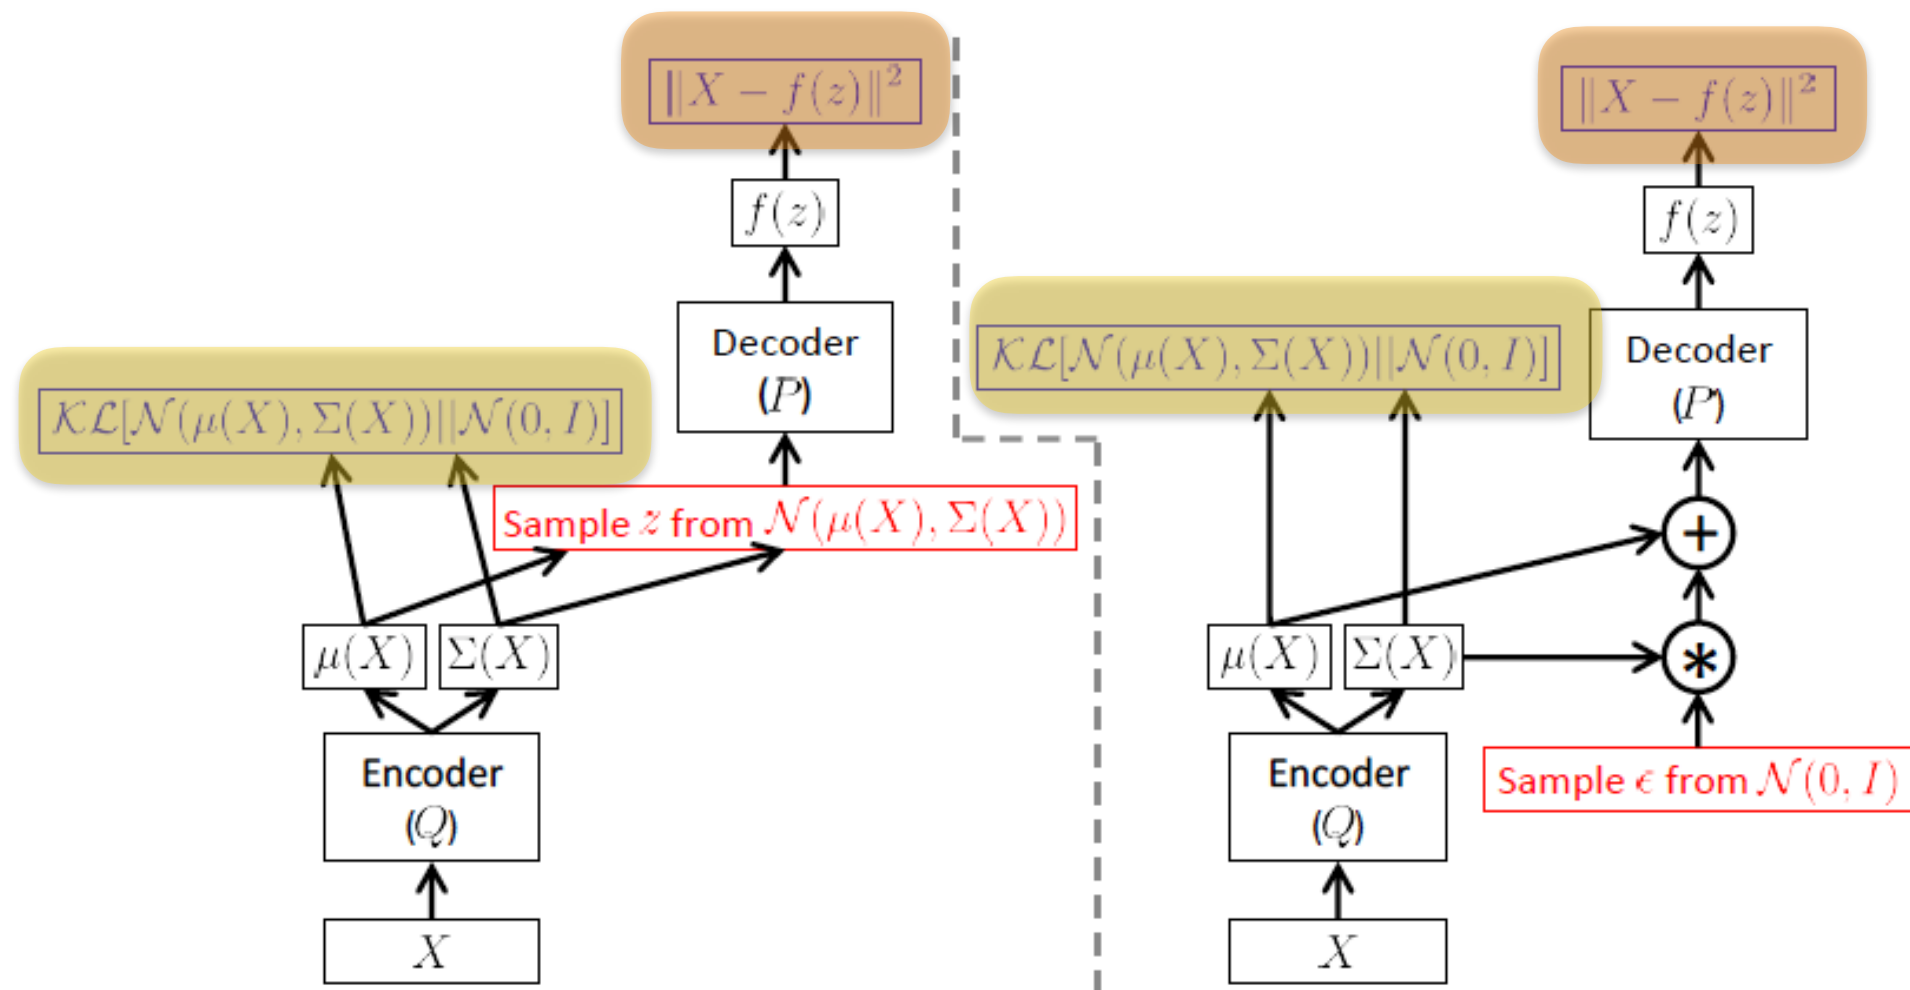 ‖X − f(z)‖²
f(z)
Decoder
(P)
𝒦ℒ[𝒩(μ(X), Σ(X))||𝒩(0, I)]
Sample z from 𝒩(μ(X), Σ(X))
μ(X)
Σ(X)
Encoder
(Q)
X
‖X − f(z)‖²
f(z)
Decoder
(P)
𝒦ℒ[𝒩(μ(X), Σ(X))||𝒩(0, I)]
+
μ(X)
Σ(X)
*
Sample ϵ from 𝒩(0, I)
Encoder
(Q)
X